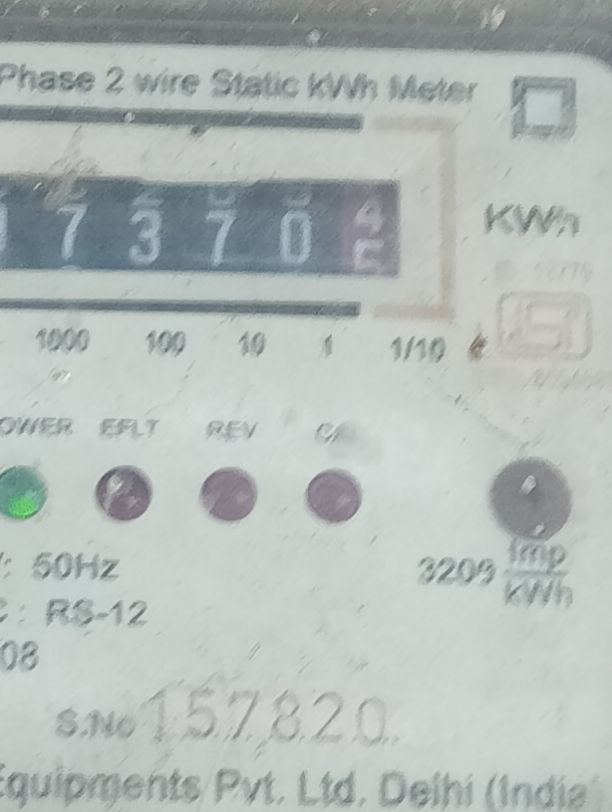 Phase 2 wire Static kWh Meter
7 3 7 0
KWh
1000 100 10 1 1/10
OWER EFLT REV
: 50Hz
3200 Imp
kWh
: RS-12
08
S.No 157820
Equipments Pvt. Ltd. Delhi (India